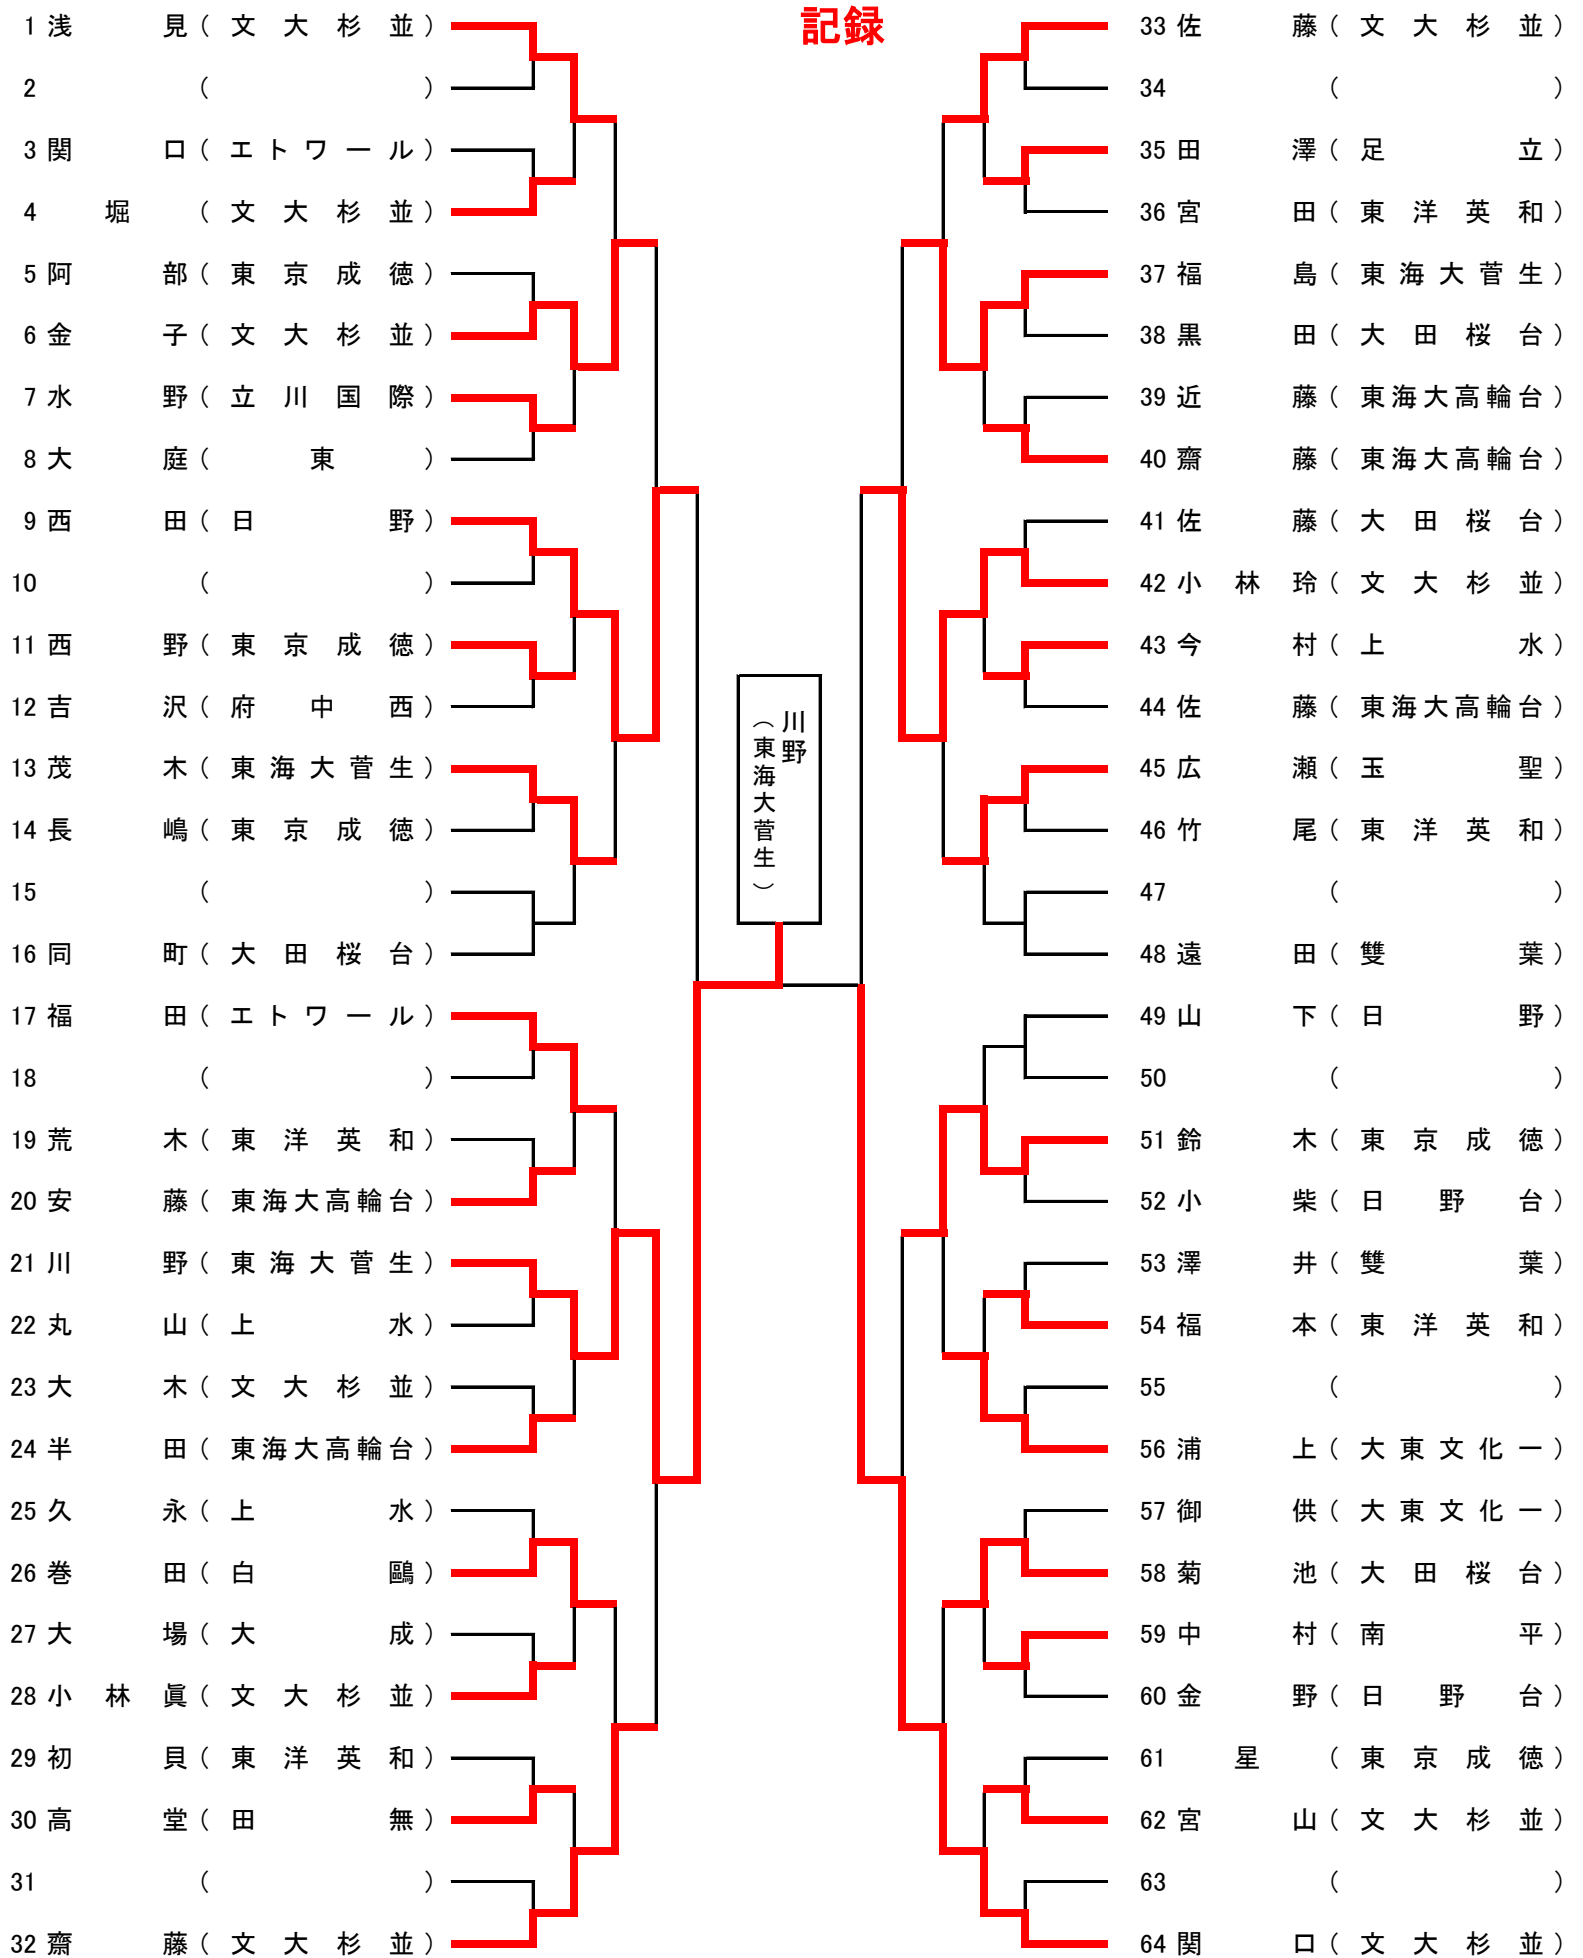 記録
1 浅見（文大杉並）
2 （ ）
3 関口（エトワール）
4 堀（文大杉並）
5 阿部（東京成徳）
6 金子（文大杉並）
7 水野（立川国際）
8 大庭（東）
9 西田（日野）
10 （ ）
11 西野（東京成徳）
12 吉沢（府中西）
13 茂木（東海大菅生）
14 長嶋（東京成徳）
15 （ ）
16 同町（大田桜台）
17 福田（エトワール）
18 （ ）
19 荒木（東洋英和）
20 安藤（東海大高輪台）
21 川野（東海大菅生）
22 丸山（上水）
23 大木（文大杉並）
24 半田（東海大高輪台）
25 久永（上水）
26 巻田（白鷗）
27 大場（大成）
28 小林眞（文大杉並）
29 初貝（東洋英和）
30 高堂（田無）
31 （ ）
32 齋藤（文大杉並）
川野
（東海大菅生）
33 佐藤（文大杉並）
34 （ ）
35 田澤（足立）
36 宮田（東洋英和）
37 福島（東海大菅生）
38 黒田（大田桜台）
39 近藤（東海大高輪台）
40 齋藤（東海大高輪台）
41 佐藤（大田桜台）
42 小林玲（文大杉並）
43 今村（上水）
44 佐藤（東海大高輪台）
45 広瀬（玉聖）
46 竹尾（東洋英和）
47 （ ）
48 遠田（雙葉）
49 山下（日野）
50 （ ）
51 鈴木（東京成徳）
52 小柴（日野台）
53 澤井（雙葉）
54 福本（東洋英和）
55 （ ）
56 浦上（大東文化一）
57 御供（大東文化一）
58 菊池（大田桜台）
59 中村（南平）
60 金野（日野台）
61 星（東京成徳）
62 宮山（文大杉並）
63 （ ）
64 関口（文大杉並）